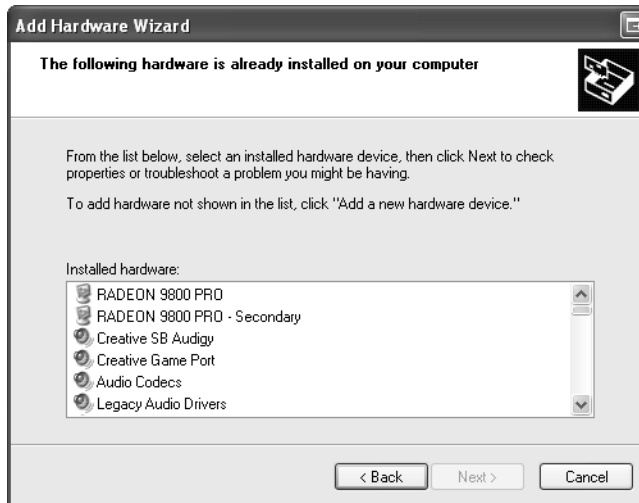 Add Hardware Wizard
The following hardware is already installed on your computer
From the list below, select an installed hardware device, then click Next to check
properties or troubleshoot a problem you might be having.
To add hardware not shown in the list, click "Add a new hardware device."
Installed hardware:
RADEON 9800 PRO
RADEON 9800 PRO - Secondary
Creative SB Audigy
Creative Game Port
Audio Codecs
Legacy Audio Drivers
< Back Next > Cancel